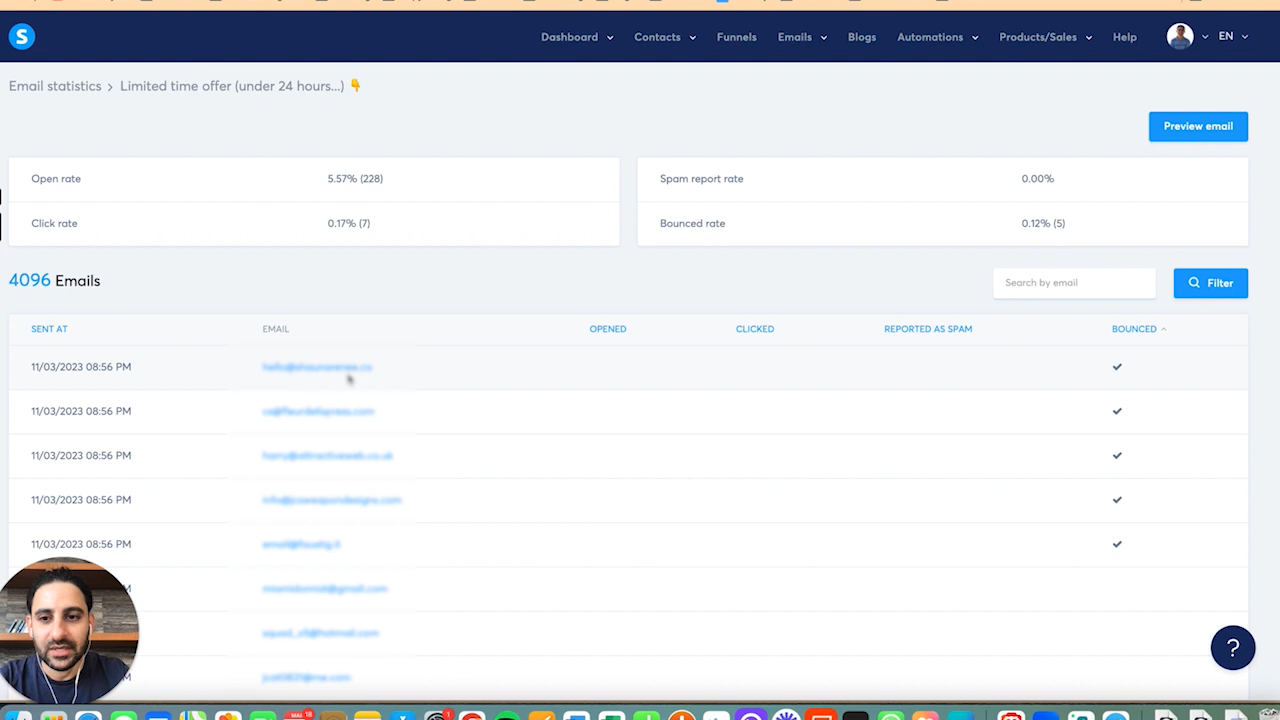 S Dashboard Contacts Funnels Emails Blogs Automations Products/Sales Help EN
Email statistics > Limited time offer (under 24 hours...) 👇
Preview email
Open rate 5.57% (228) Spam report rate 0.00%
Click rate 0.17% (7) Bounced rate 0.12% (5)
4096 Emails Search by email Filter
SENT AT EMAIL OPENED CLICKED REPORTED AS SPAM BOUNCED
11/03/2023 08:56 PM
11/03/2023 08:56 PM
11/03/2023 08:56 PM
11/03/2023 08:56 PM
11/03/2023 08:56 PM
M
M
?